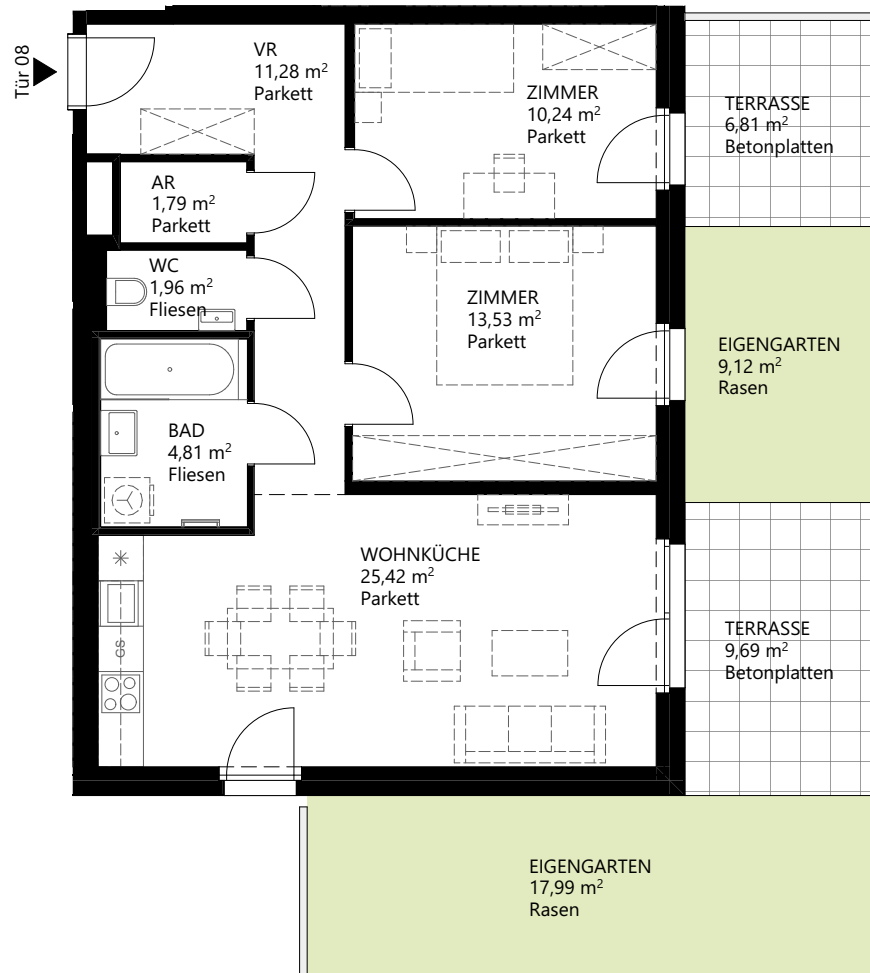 Tür 08
VR
11,28 m²
Parkett
ZIMMER
10,24 m²
Parkett
TERRASSE
6,81 m²
Betonplatten
AR
1,79 m²
Parkett
WC
1,96 m²
Fliesen
ZIMMER
13,53 m²
Parkett
EIGENGARTEN
9,12 m²
Rasen
BAD
4,81 m²
Fliesen
WOHNKÜCHE
25,42 m²
Parkett
GS
TERRASSE
9,69 m²
Betonplatten
EIGENGARTEN
17,99 m²
Rasen